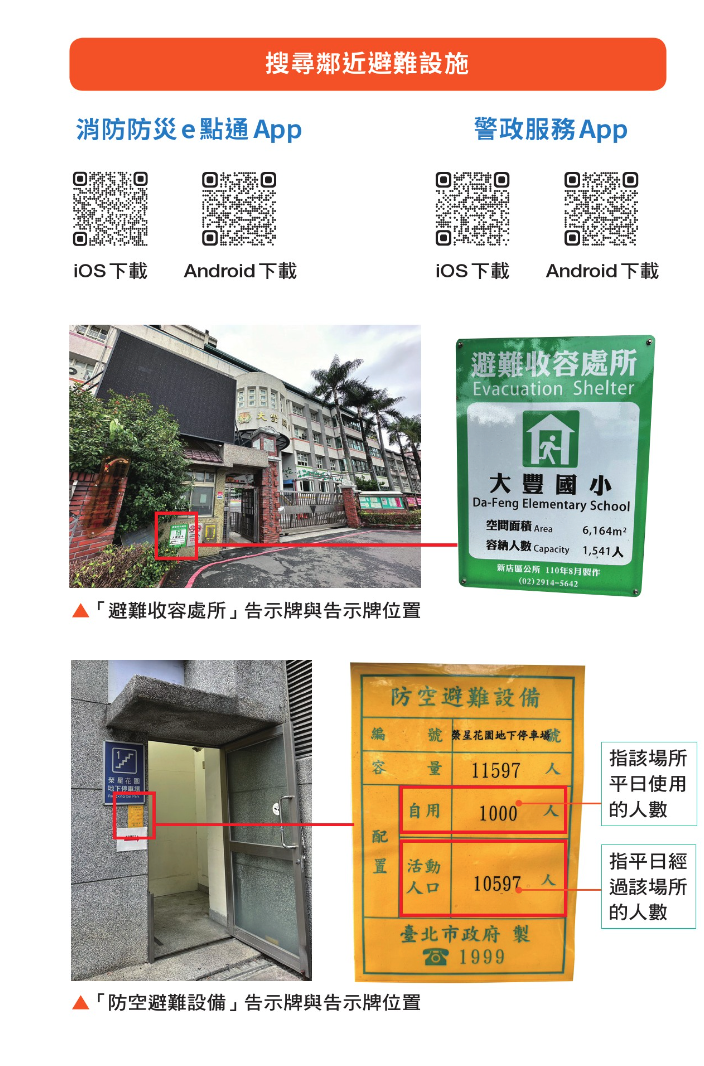 搜尋鄰近避難設施
消防防災e點通App
警政服務App
iOS下載
Android下載
iOS下載
Android下載
避難收容處所
Evacuation Shelter
大豐國小
Da-Feng Elementary School
空間面積 Area 6,164m²
容納人數 Capacity 1,541人
新店區公所 110年8月製作
(02)2914-5642
▲「避難收容處所」告示牌與告示牌位置
榮星花園
地下停車場
防空避難設備
編號 榮星花園地下停車場號
容量 11597 人
配置
自用 1000 人
活動人口 10597 人
臺北市政府 製
☎ 1999
指該場所
平日使用
的人數
指平日經
過該場所
的人數
▲「防空避難設備」告示牌與告示牌位置